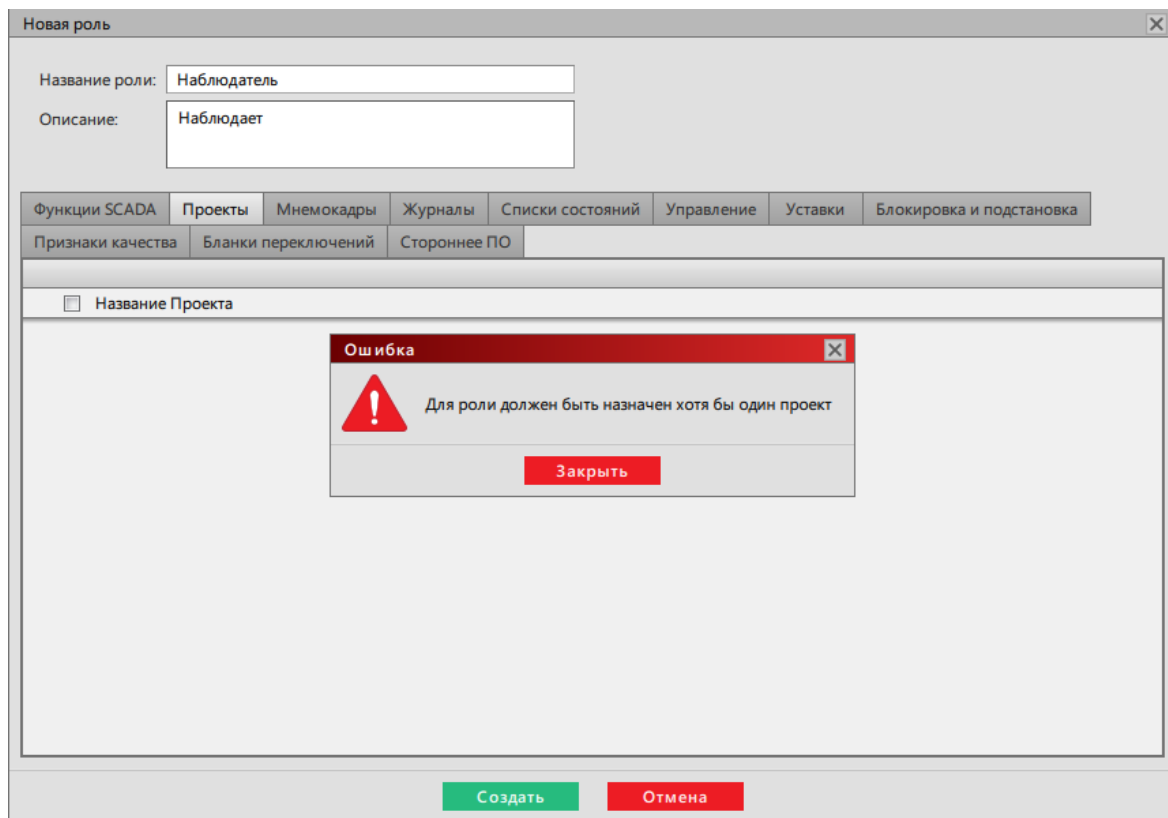 Новая роль
Название роли: Наблюдатель
Описание: Наблюдает
Функции SCADA Проекты Мнемокадры Журналы Списки состояний Управление Уставки Блокировка и подстановка
Признаки качества Бланки переключений Стороннее ПО
Название Проекта
Ошибка
Для роли должен быть назначен хотя бы один проект
Закрыть
Создать Отмена